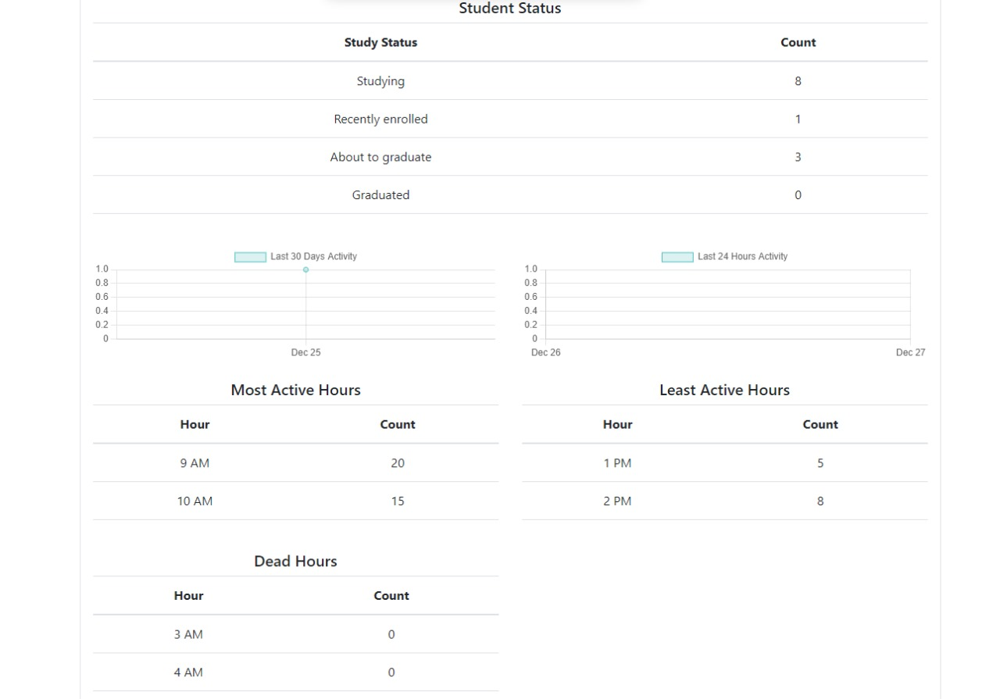 Student Status
Study Status Count
Studying 8
Recently enrolled 1
About to graduate 3
Graduated 0
Last 30 Days Activity
1.0
0.8
0.6
0.4
0.2
0
Dec 25
Last 24 Hours Activity
1.0
0.8
0.6
0.4
0.2
0
Dec 26 Dec 27
Most Active Hours
Hour Count
9 AM 20
10 AM 15
Least Active Hours
Hour Count
1 PM 5
2 PM 8
Dead Hours
Hour Count
3 AM 0
4 AM 0